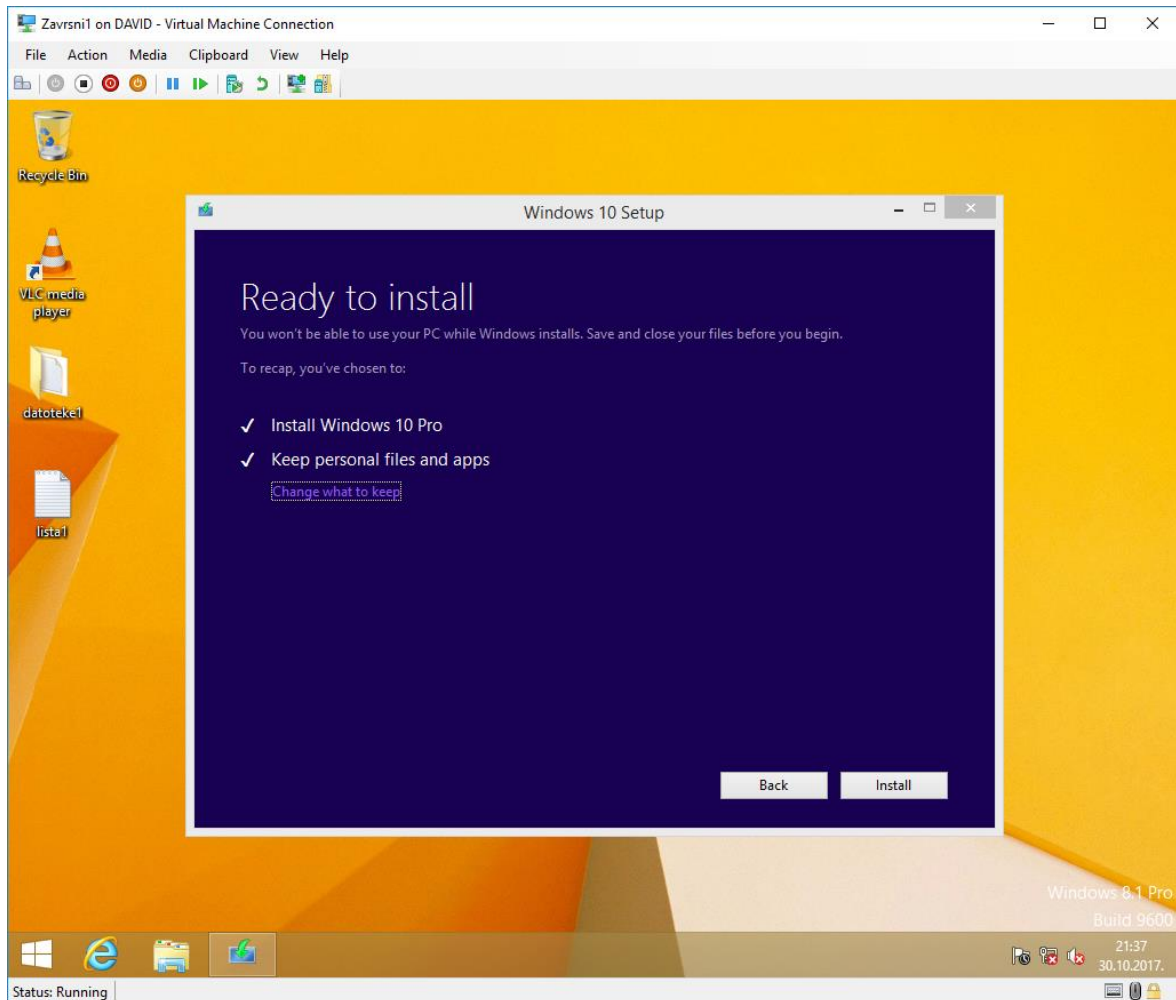 Zavrsni1 on DAVID - Virtual Machine Connection
File Action Media Clipboard View Help
Recycle Bin
VLC media
player
datoteke1
lista1
Windows 10 Setup
Ready to install
You won't be able to use your PC while Windows installs. Save and close your files before you begin.
To recap, you've chosen to:
Install Windows 10 Pro
Keep personal files and apps
Change what to keep
Back Install
Windows 8.1 Pro
Build 9600
21:37
30.10.2017.
Status: Running